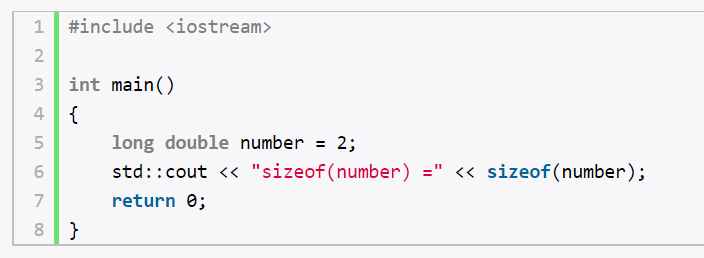 1 #include <iostream>
2
3 int main()
4 {
5     long double number = 2;
6     std::cout << "sizeof(number) =" << sizeof(number);
7     return 0;
8 }